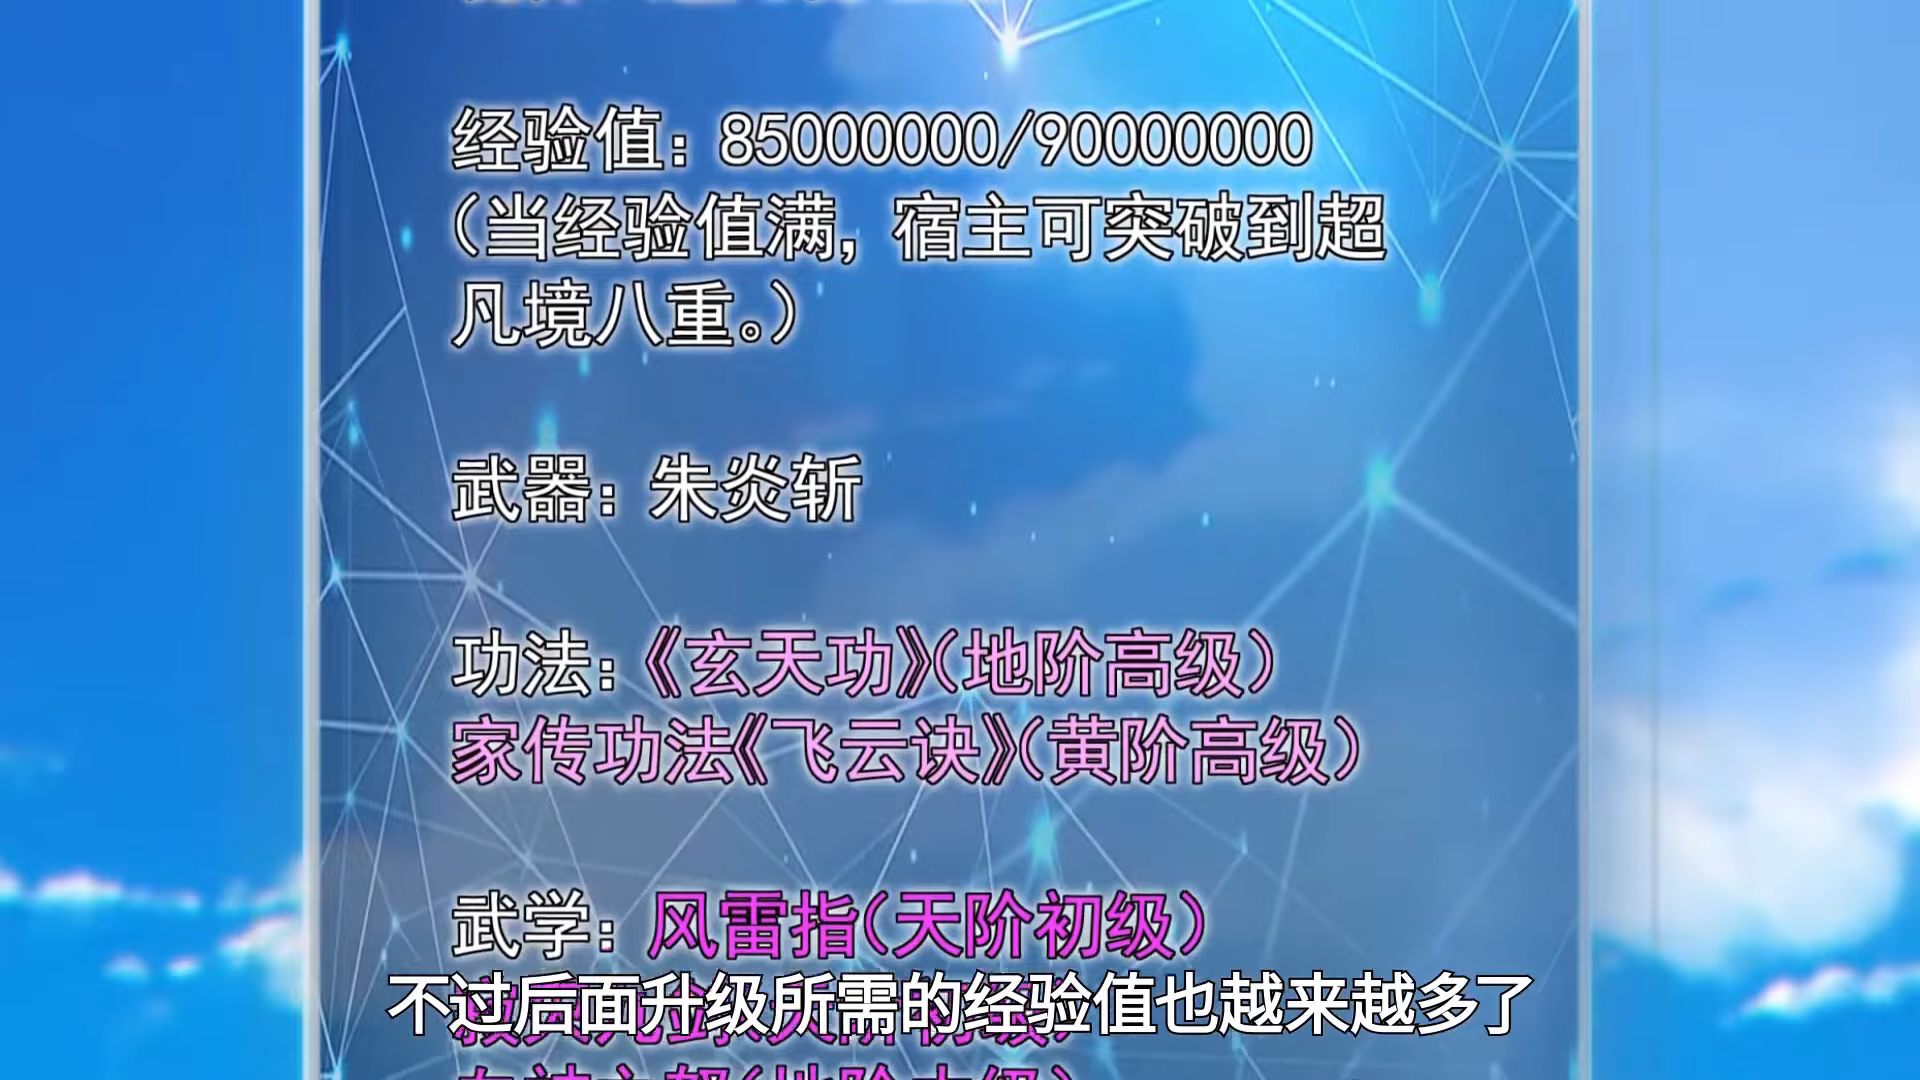 经验值：85000000/90000000
（当经验值满，宿主可突破到超
凡境八重。）
武器：朱炎斩
功法：《玄天功》（地阶高级）
家传功法《飞云诀》（黄阶高级）
武学：风雷指（天阶初级）
不过后面升级所需的经验值也越来越多了